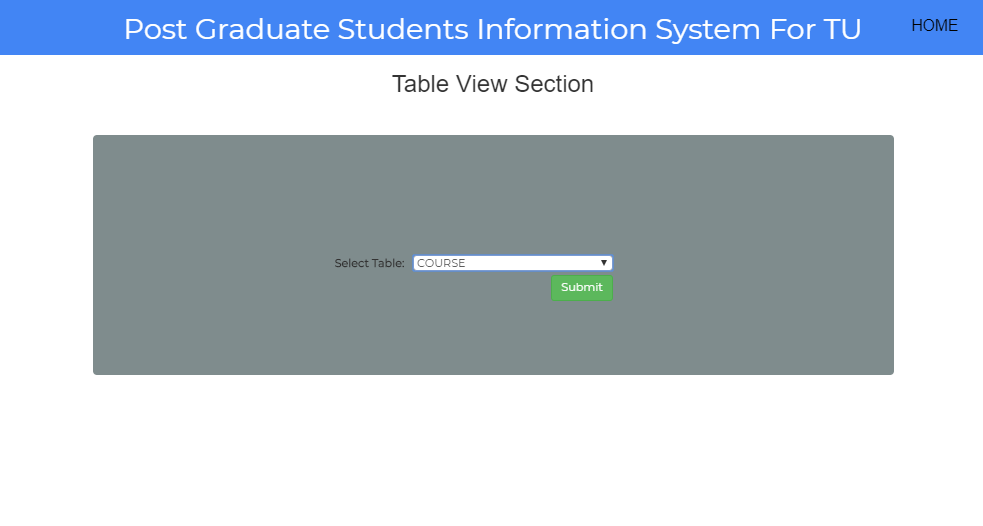 Post Graduate Students Information System For TU
HOME
Table View Section
Select Table: COURSE
Submit